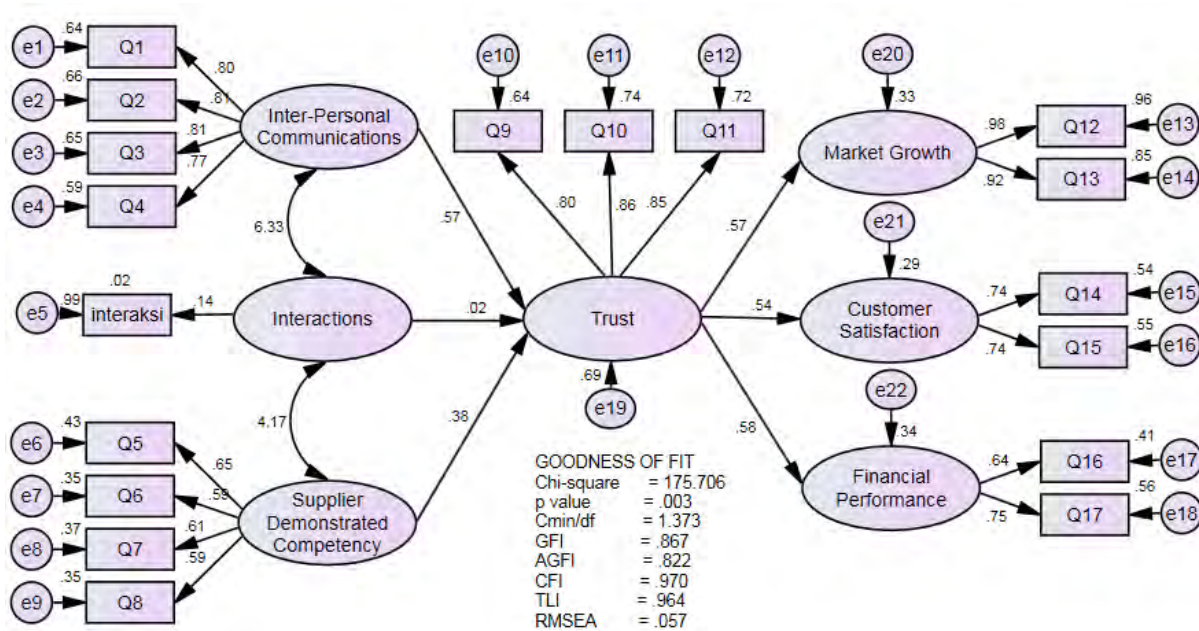 e1
.64
Q1
.80
e2
.66
Q2
.81
e3
.65
Q3
.81
e4
.59
Q4
.77
Inter-Personal
Communications
6.33
e5
.99
.02
interaksi
.14
Interactions
4.17
e6
.43
Q5
.65
e7
.35
Q6
.59
e8
.37
Q7
.61
e9
.35
Q8
.59
Supplier
Demonstrated
Competency
.57
.02
.38
e10
.64
Q9
.80
e11
.74
Q10
.86
e12
.72
Q11
.85
Trust
.69
e19
.57
.54
.58
e20
.33
Market Growth
.98
Q12
.96
e13
.92
Q13
.85
e14
e21
.29
Customer
Satisfaction
.74
Q14
.54
e15
.74
Q15
.55
e16
e22
.34
Financial
Performance
.64
Q16
.41
e17
.75
Q17
.56
e18
GOODNESS OF FIT
Chi-square = 175.706
p value = .003
Cmin/df = 1.373
GFI = .867
AGFI = .822
CFI = .970
TLI = .964
RMSEA = .057